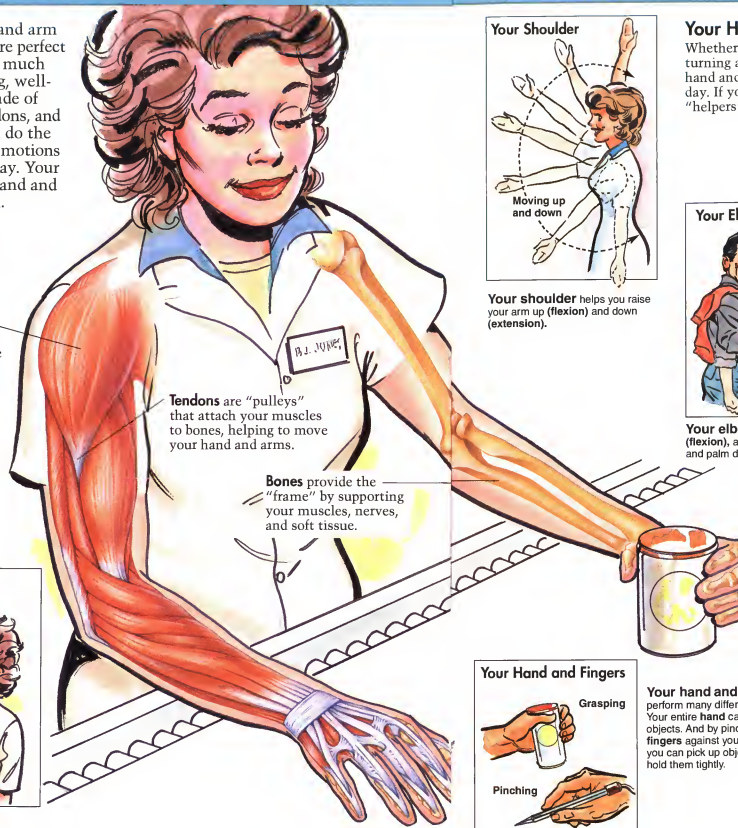 and arm
re perfect
much
g, well-
de of
lons, and
do the
motions
ay. Your
and and
.
e
Tendons are "pulleys"
that attach your muscles
to bones, helping to move
your hand and arms.
Bones provide the
"frame" by supporting
your muscles, nerves,
and soft tissue.
B.J.
Your Shoulder
Moving up
and down
Your shoulder helps you raise
your arm up (flexion) and down
(extension).
Your H
Whether
turning a
hand and
day. If yo
"helpers
Your El
Your elb
(flexion), a
and palm d
Your Hand and Fingers
Grasping
Pinching
Your hand and
perform many differ
Your entire hand ca
objects. And by pinc
fingers against you
you can pick up obj
hold them tightly.